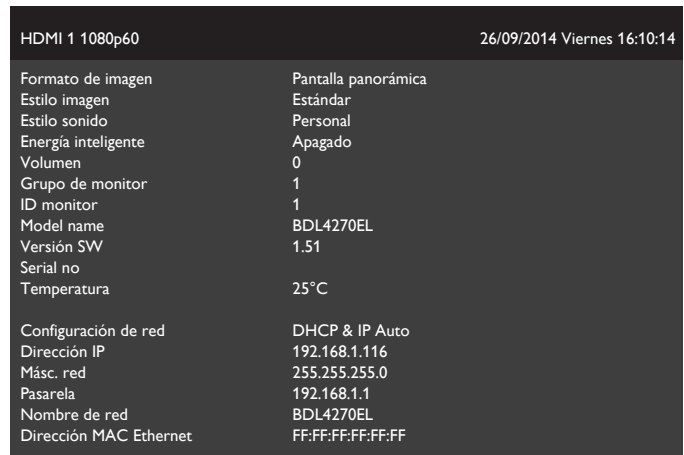 HDMI 1 1080p60 26/09/2014 Viernes 16:10:14
Formato de imagen Pantalla panorámica
Estilo imagen Estándar
Estilo sonido Personal
Energía inteligente Apagado
Volumen 0
Grupo de monitor 1
ID monitor 1
Model name BDL4270EL
Versión SW 1.51
Serial no
Temperatura 25°C
Configuración de red DHCP & IP Auto
Dirección IP 192.168.1.116
Másc. red 255.255.255.0
Pasarela 192.168.1.1
Nombre de red BDL4270EL
Dirección MAC Ethernet FF:FF:FF:FF:FF:FF